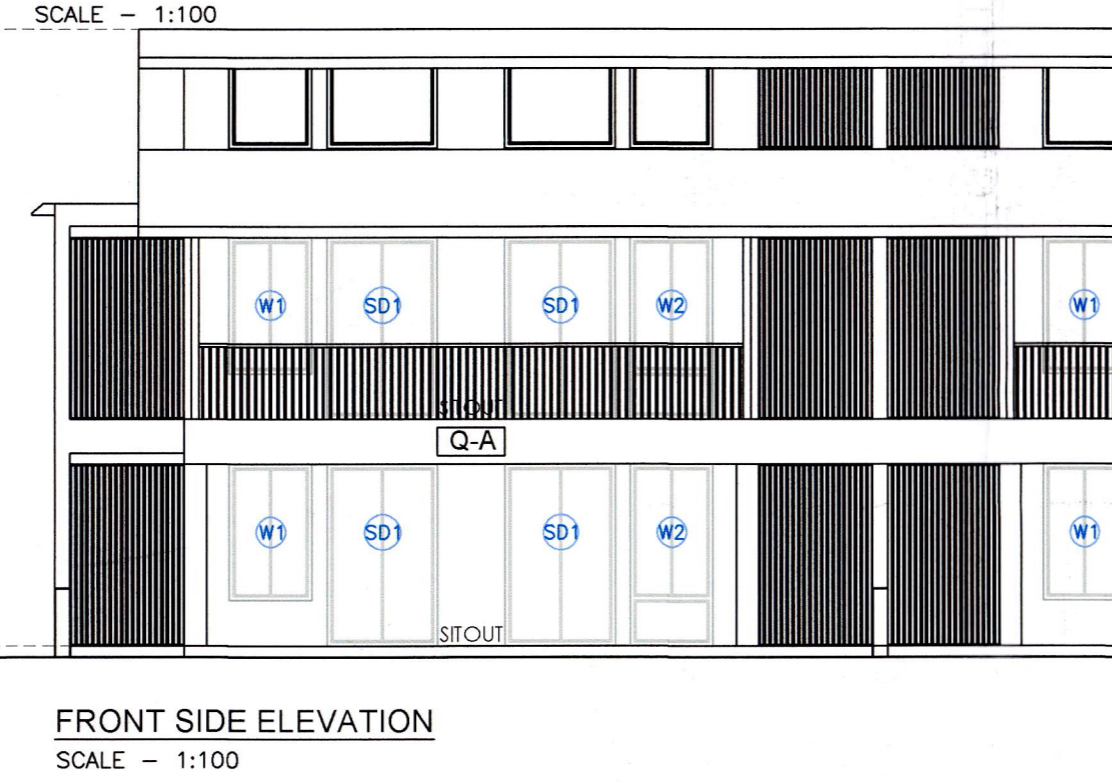 SCALE - 1:100
W1 SD1 SD1 W2 W1
SITOUT
Q-A
W1 SD1 SD1 W2 W1
SITOUT
FRONT SIDE ELEVATION
SCALE - 1:100